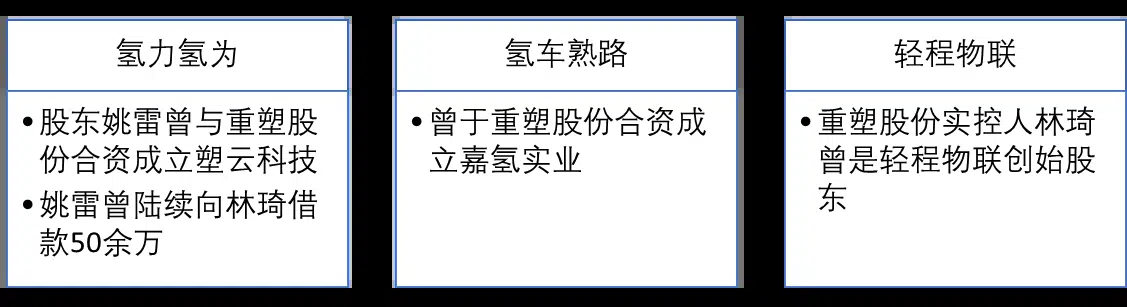 氢力氢为
•股东姚雷曾与重塑股
份合资成立塑云科技
•姚雷曾陆续向林琦借
款50余万
氢车熟路
•曾于重塑股份合资成
立嘉氢实业
轻程物联
•重塑股份实控人林琦
曾是轻程物联创始股
东